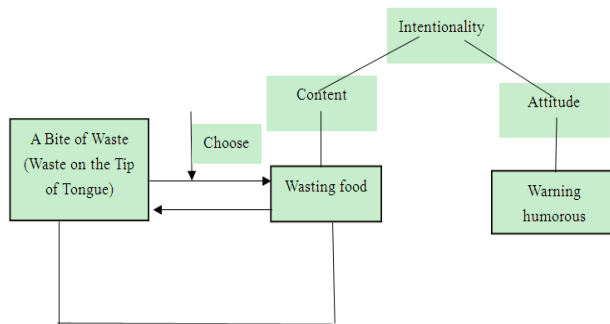 Intentionality
Content
Attitude
Choose
A Bite of Waste
(Waste on the Tip
of Tongue)
Wasting food
Warning
humorous